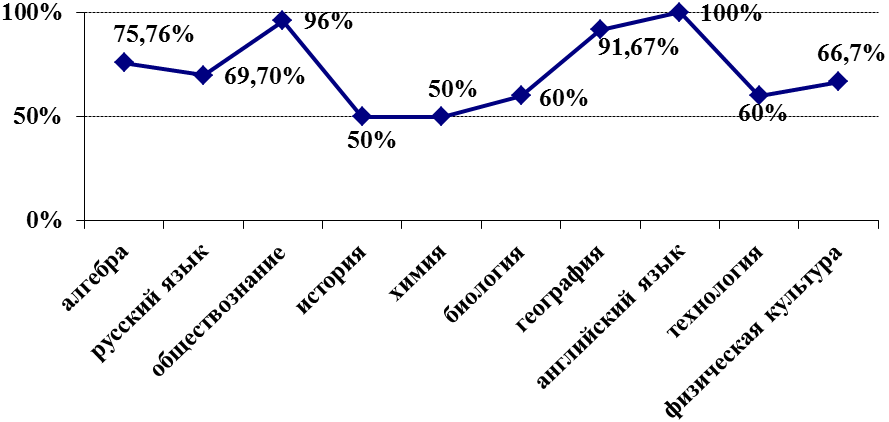 100%
50%
0%
75,76%
69,70%
96%
50%
50%
60%
91,67%
100%
60%
66,7%
алгебра
русский язык
обществознание
история
химия
биология
география
английский язык
технология
физическая культура